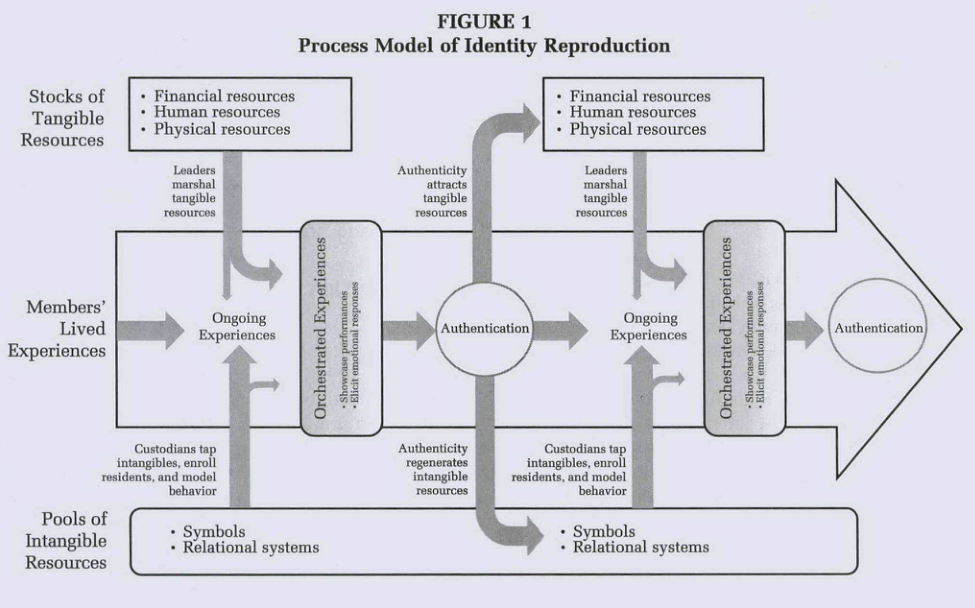 FIGURE 1
Process Model of Identity Reproduction
Stocks of
Tangible
Resources
• Financial resources
• Human resources
• Physical resources
• Financial resources
• Human resources
• Physical resources
Leaders
marshal
tangible
resources
Authenticity
attracts
tangible
resources
Leaders
marshal
tangible
resources
Members'
Lived
Experiences
Ongoing
Experiences
Orchestrated Experiences
• Showcase performances
• Elicit emotional responses
Authentication
Ongoing
Experiences
Orchestrated Experiences
• Showcase performances
• Elicit emotional responses
Authentication
Custodians tap
intangibles, enroll
residents, and model
behavior
Authenticity
regenerates
intangible
resources
Custodians tap
intangibles, enroll
residents, and model
behavior
Pools of
Intangible
Resources
• Symbols
• Relational systems
• Symbols
• Relational systems